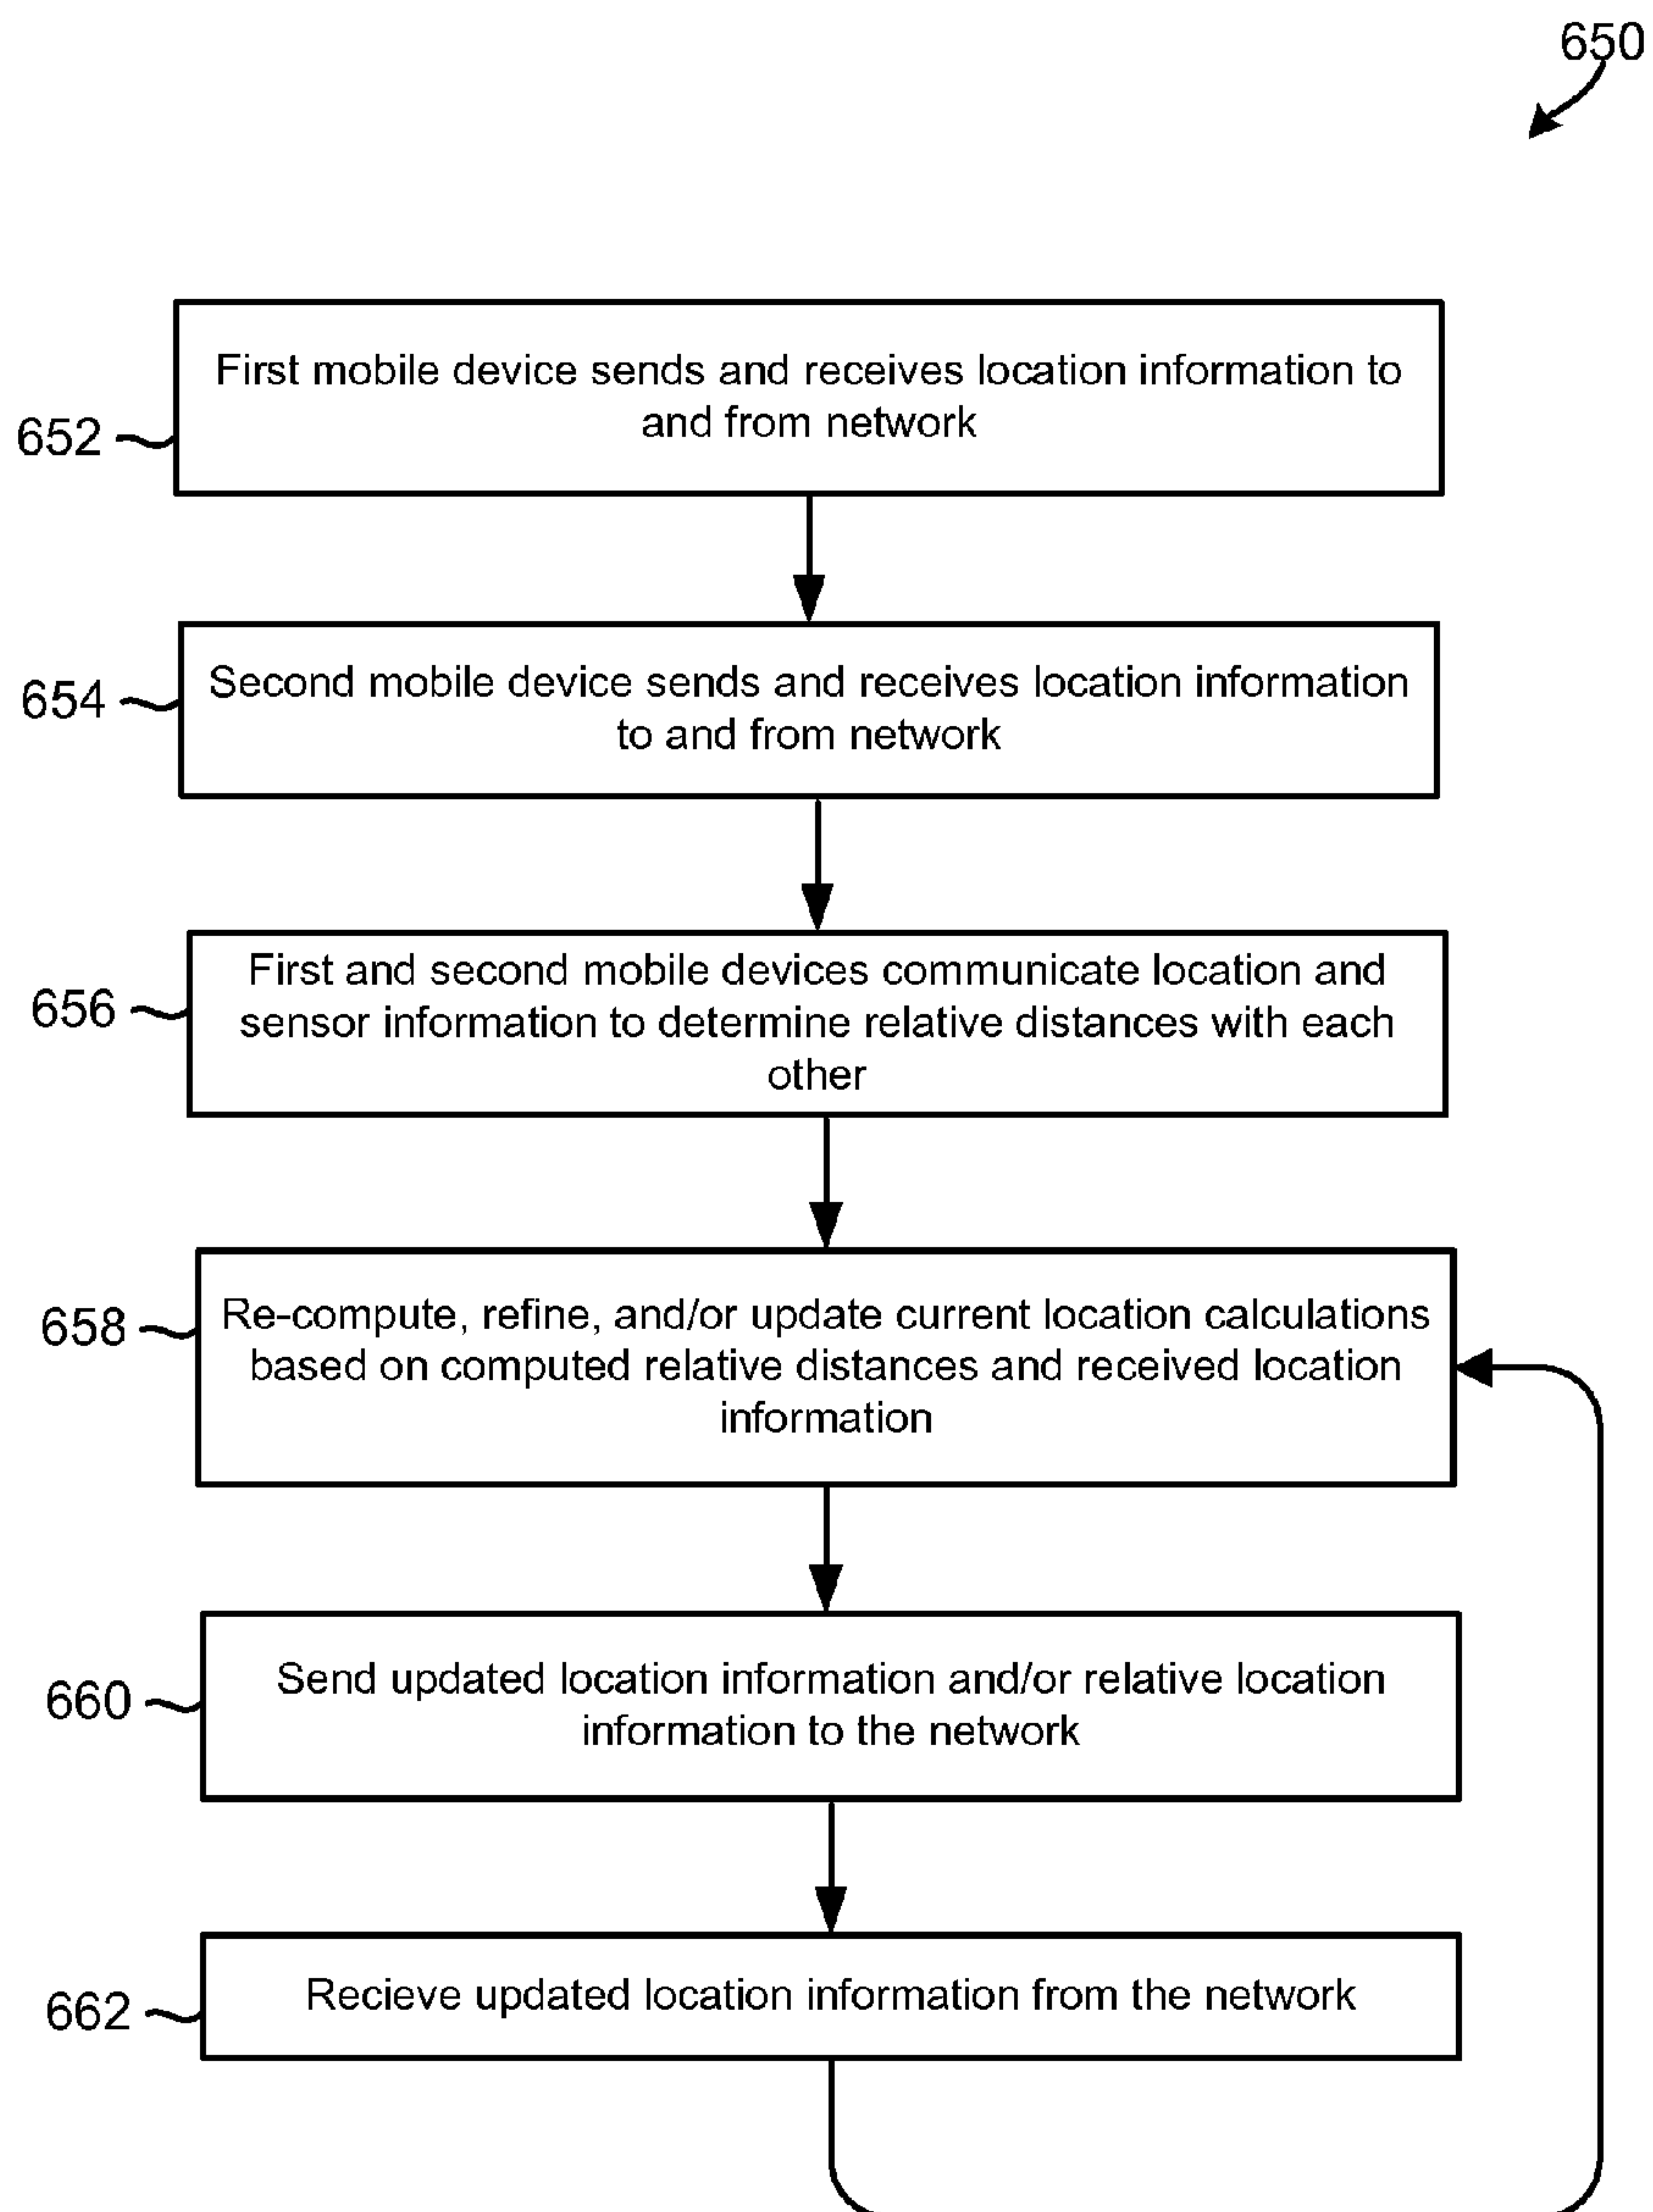 650
First mobile device sends and receives location information to
and from network
652
Second mobile device sends and receives location information
to and from network
654
First and second mobile devices communicate location and
sensor information to determine relative distances with each
other
656
Re-compute, refine, and/or update current location calculations
based on computed relative distances and received location
information
658
Send updated location information and/or relative location
information to the network
660
Recieve updated location information from the network
662